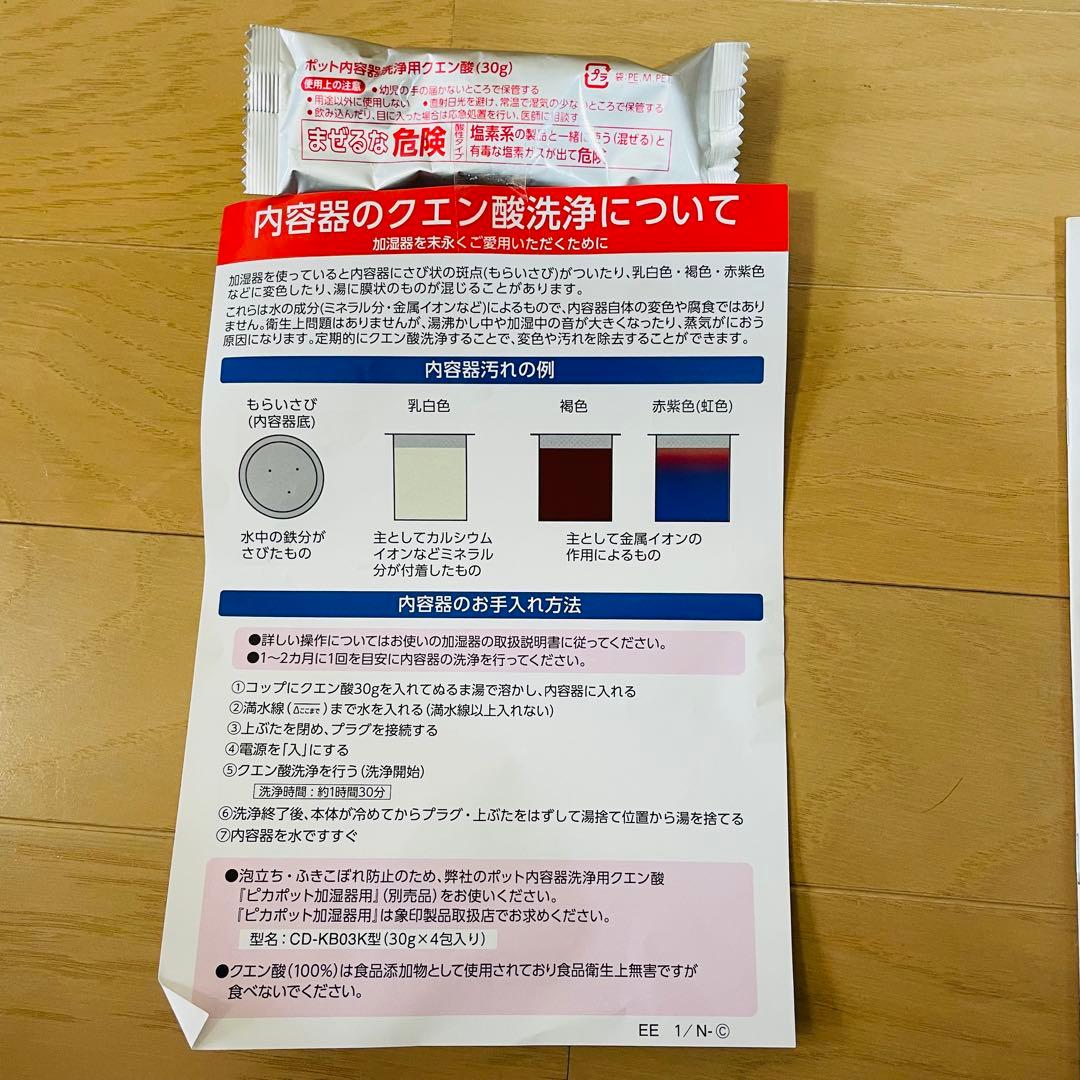 ポット内容器洗浄用クエン酸(30g)
プラ 袋:PE,M,PET
使用上の注意 ●幼児の手の届かないところで保管する
●用途以外に使用しない ●直射日光を避け、常温で湿気の少ないところで保管する
●飲み込んだり、目に入った場合は応急処置を行い、医師に相談す
まぜるな 危険 酸性タイプ 塩素系の製品と一緒に使う(混ぜる)と
有毒な塩素ガスが出て危険
内容器のクエン酸洗浄について
加湿器を末永くご愛用いただくために
加湿器を使っていると内容器にさび状の斑点(もらいさび)がついたり、乳白色・褐色・赤紫色
などに変色したり、湯に膜状のものが混じることがあります。
これらは水の成分(ミネラル分・金属イオンなど)によるもので、内容器自体の変色や腐食ではあり
ません。衛生上問題はありませんが、湯沸かし中や加湿中の音が大きくなったり、蒸気がにおう
原因になります。定期的にクエン酸洗浄することで、変色や汚れを除去することができます。
内容器汚れの例
もらいさび
(内容器底)
乳白色
褐色
赤紫色(虹色)
水中の鉄分が
さびたもの
主としてカルシウム
イオンなどミネラル
分が付着したもの
主として金属イオンの
作用によるもの
内容器のお手入れ方法
●詳しい操作についてはお使いの加湿器の取扱説明書に従ってください。
●1〜2カ月に1回を目安に内容器の洗浄を行ってください。
①コップにクエン酸30gを入れてぬるま湯で溶かし、内容器に入れる
②満水線(△ここまで)まで水を入れる(満水線以上入れない)
③上ぶたを閉め、プラグを接続する
④電源を「入」にする
⑤クエン酸洗浄を行う(洗浄開始)
洗浄時間:約1時間30分
⑥洗浄終了後、本体が冷めてからプラグ・上ぶたをはずして湯捨て位置から湯を捨てる
⑦内容器を水ですすぐ
●泡立ち・ふきこぼれ防止のため、弊社のポット内容器洗浄用クエン酸
『ピカポット加湿器用』(別売品)をお使いください。
『ピカポット加湿器用』は象印製品取扱店でお求めください。
型名:CD-KB03K型(30g×4包入り)
●クエン酸(100%)は食品添加物として使用されており食品衛生上無害ですが
食べないでください。
EE 1/N-Ⓒ